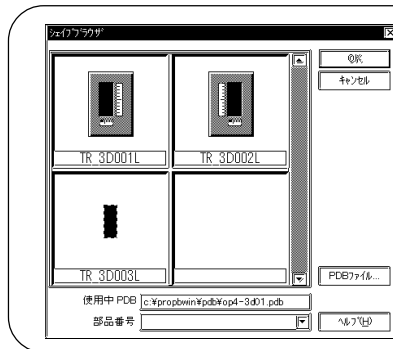 ｼｪｲﾌﾟﾌﾞﾗｳｻﾞ
OK
ｷｬﾝｾﾙ
TR_3D001L
TR_3D002L
TR_3D003L
PDBﾌｧｲﾙ...
使用中 PDB c:¥propbwin¥pdb¥op4-3d01.pdb
部品番号
ﾍﾙﾌﾟ(H)